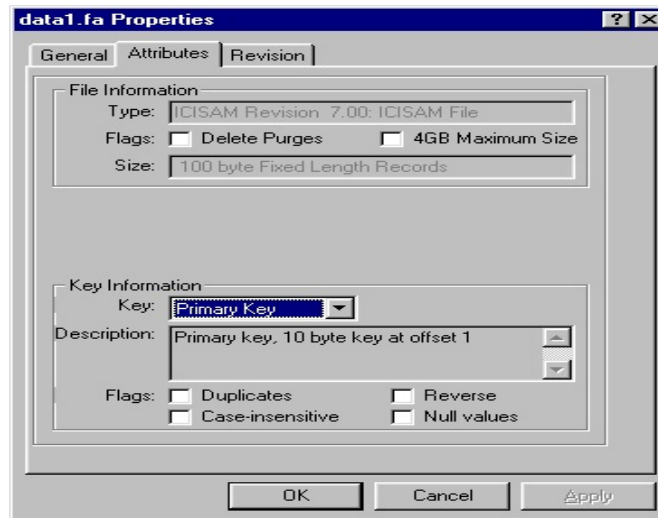 data1.fa Properties
General Attributes Revision
File Information
Type: ICISAM Revision 7.00: ICISAM File
Flags: Delete Purges 4GB Maximum Size
Size: 100 byte Fixed Length Records
Key Information
Key: Primary Key
Description: Primary key, 10 byte key at offset 1
Flags: Duplicates Reverse
Case-insensitive Null values
OK Cancel Apply